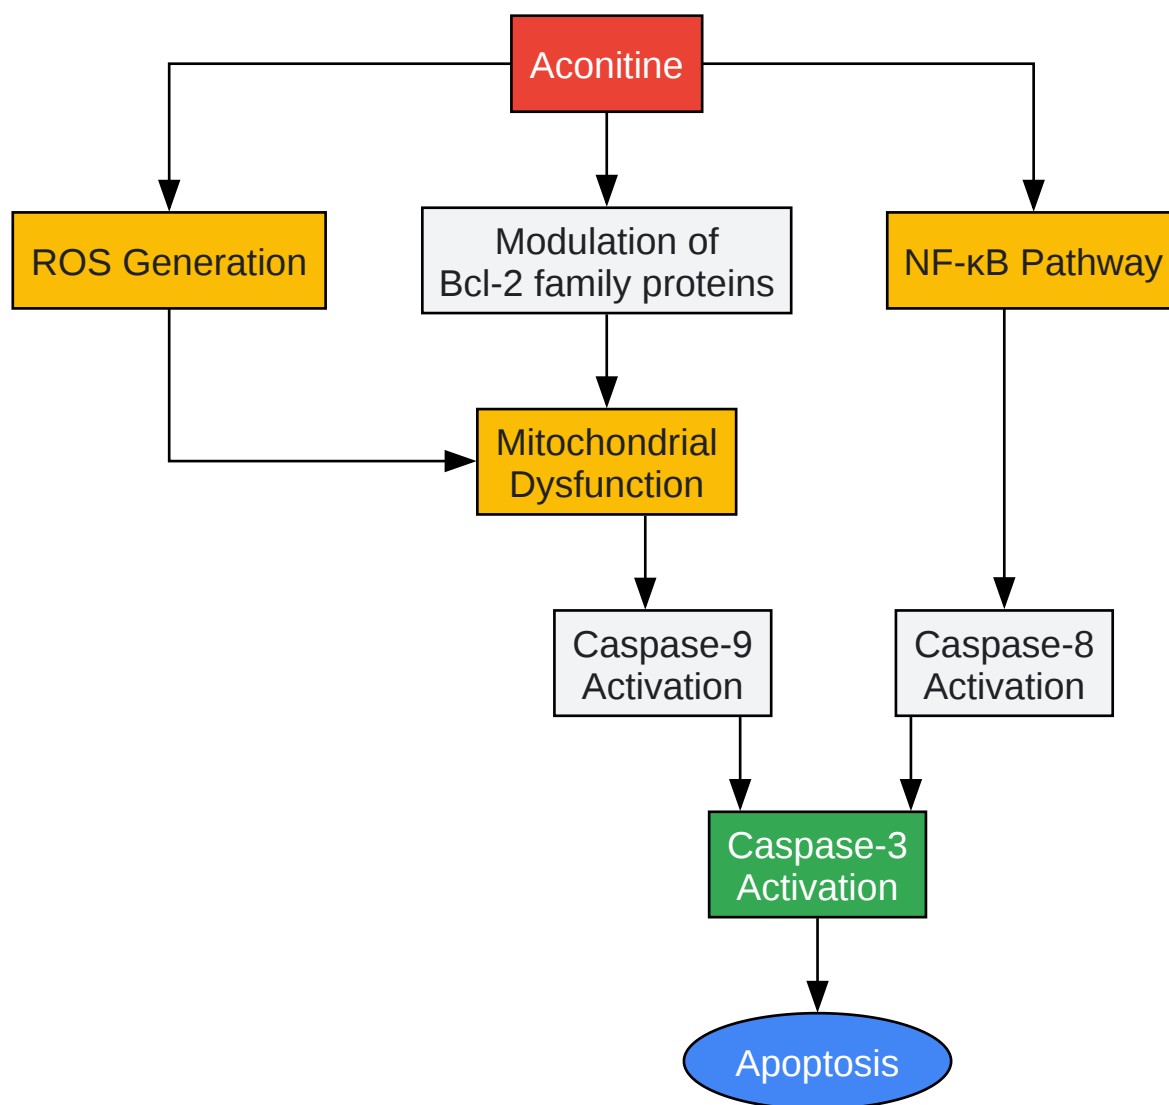 Aconitine
ROS Generation
Modulation of
Bcl-2 family proteins
NF-κB Pathway
Mitochondrial
Dysfunction
Caspase-9
Activation
Caspase-8
Activation
Caspase-3
Activation
Apoptosis